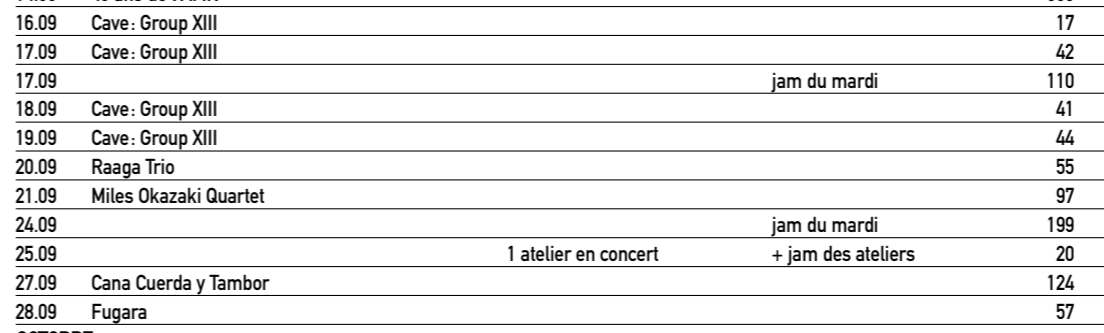 16.09 Cave: Group XIII 17
17.09 Cave: Group XIII 42
17.09 jam du mardi 110
18.09 Cave: Group XIII 41
19.09 Cave: Group XIII 44
20.09 Raaga Trio 55
21.09 Miles Okazaki Quartet 97
24.09 jam du mardi 199
25.09 1 atelier en concert + jam des ateliers 20
27.09 Cana Cuerda y Tambor 124
28.09 Fugara 57